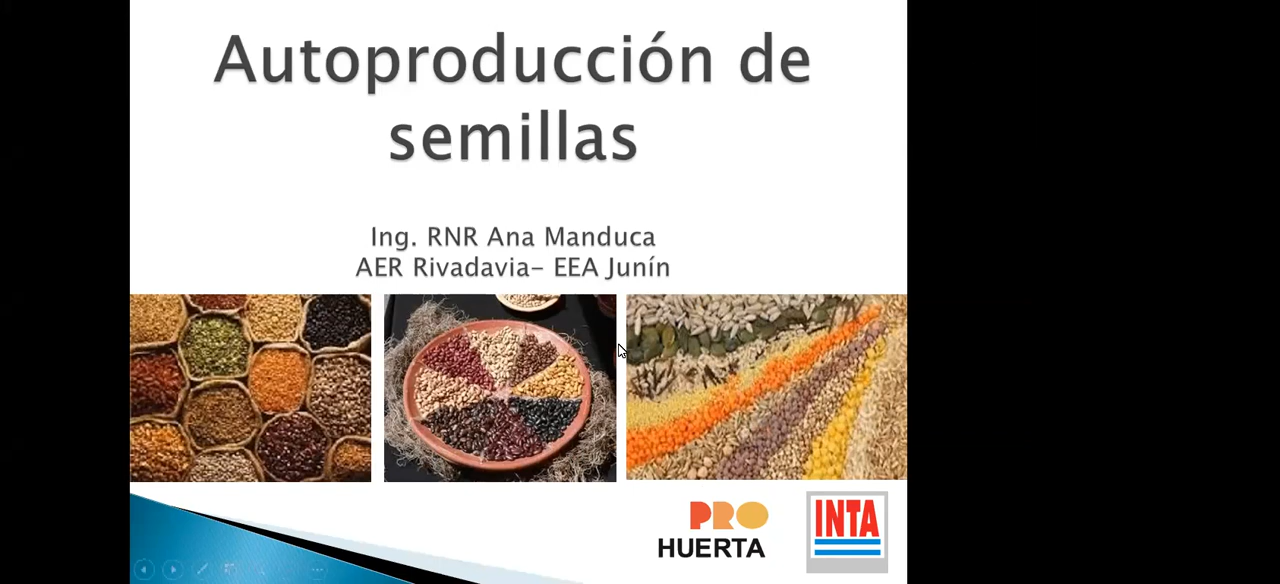 Autoproducción de
semillas
Ing. RNR Ana Manduca
AER Rivadavia- EEA Junín
PRO
HUERTA
INTA